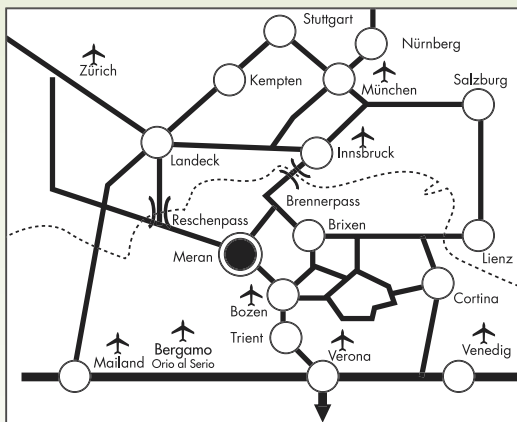 Stuttgart
Nürnberg
Zürich
Kempten
München
Salzburg
Landeck
Innsbruck
Brennerpass
Reschenpass
Brixen
Meran
Lienz
Bozen
Cortina
Trient
Mailand
Bergamo
Orio al Serio
Verona
Venedig